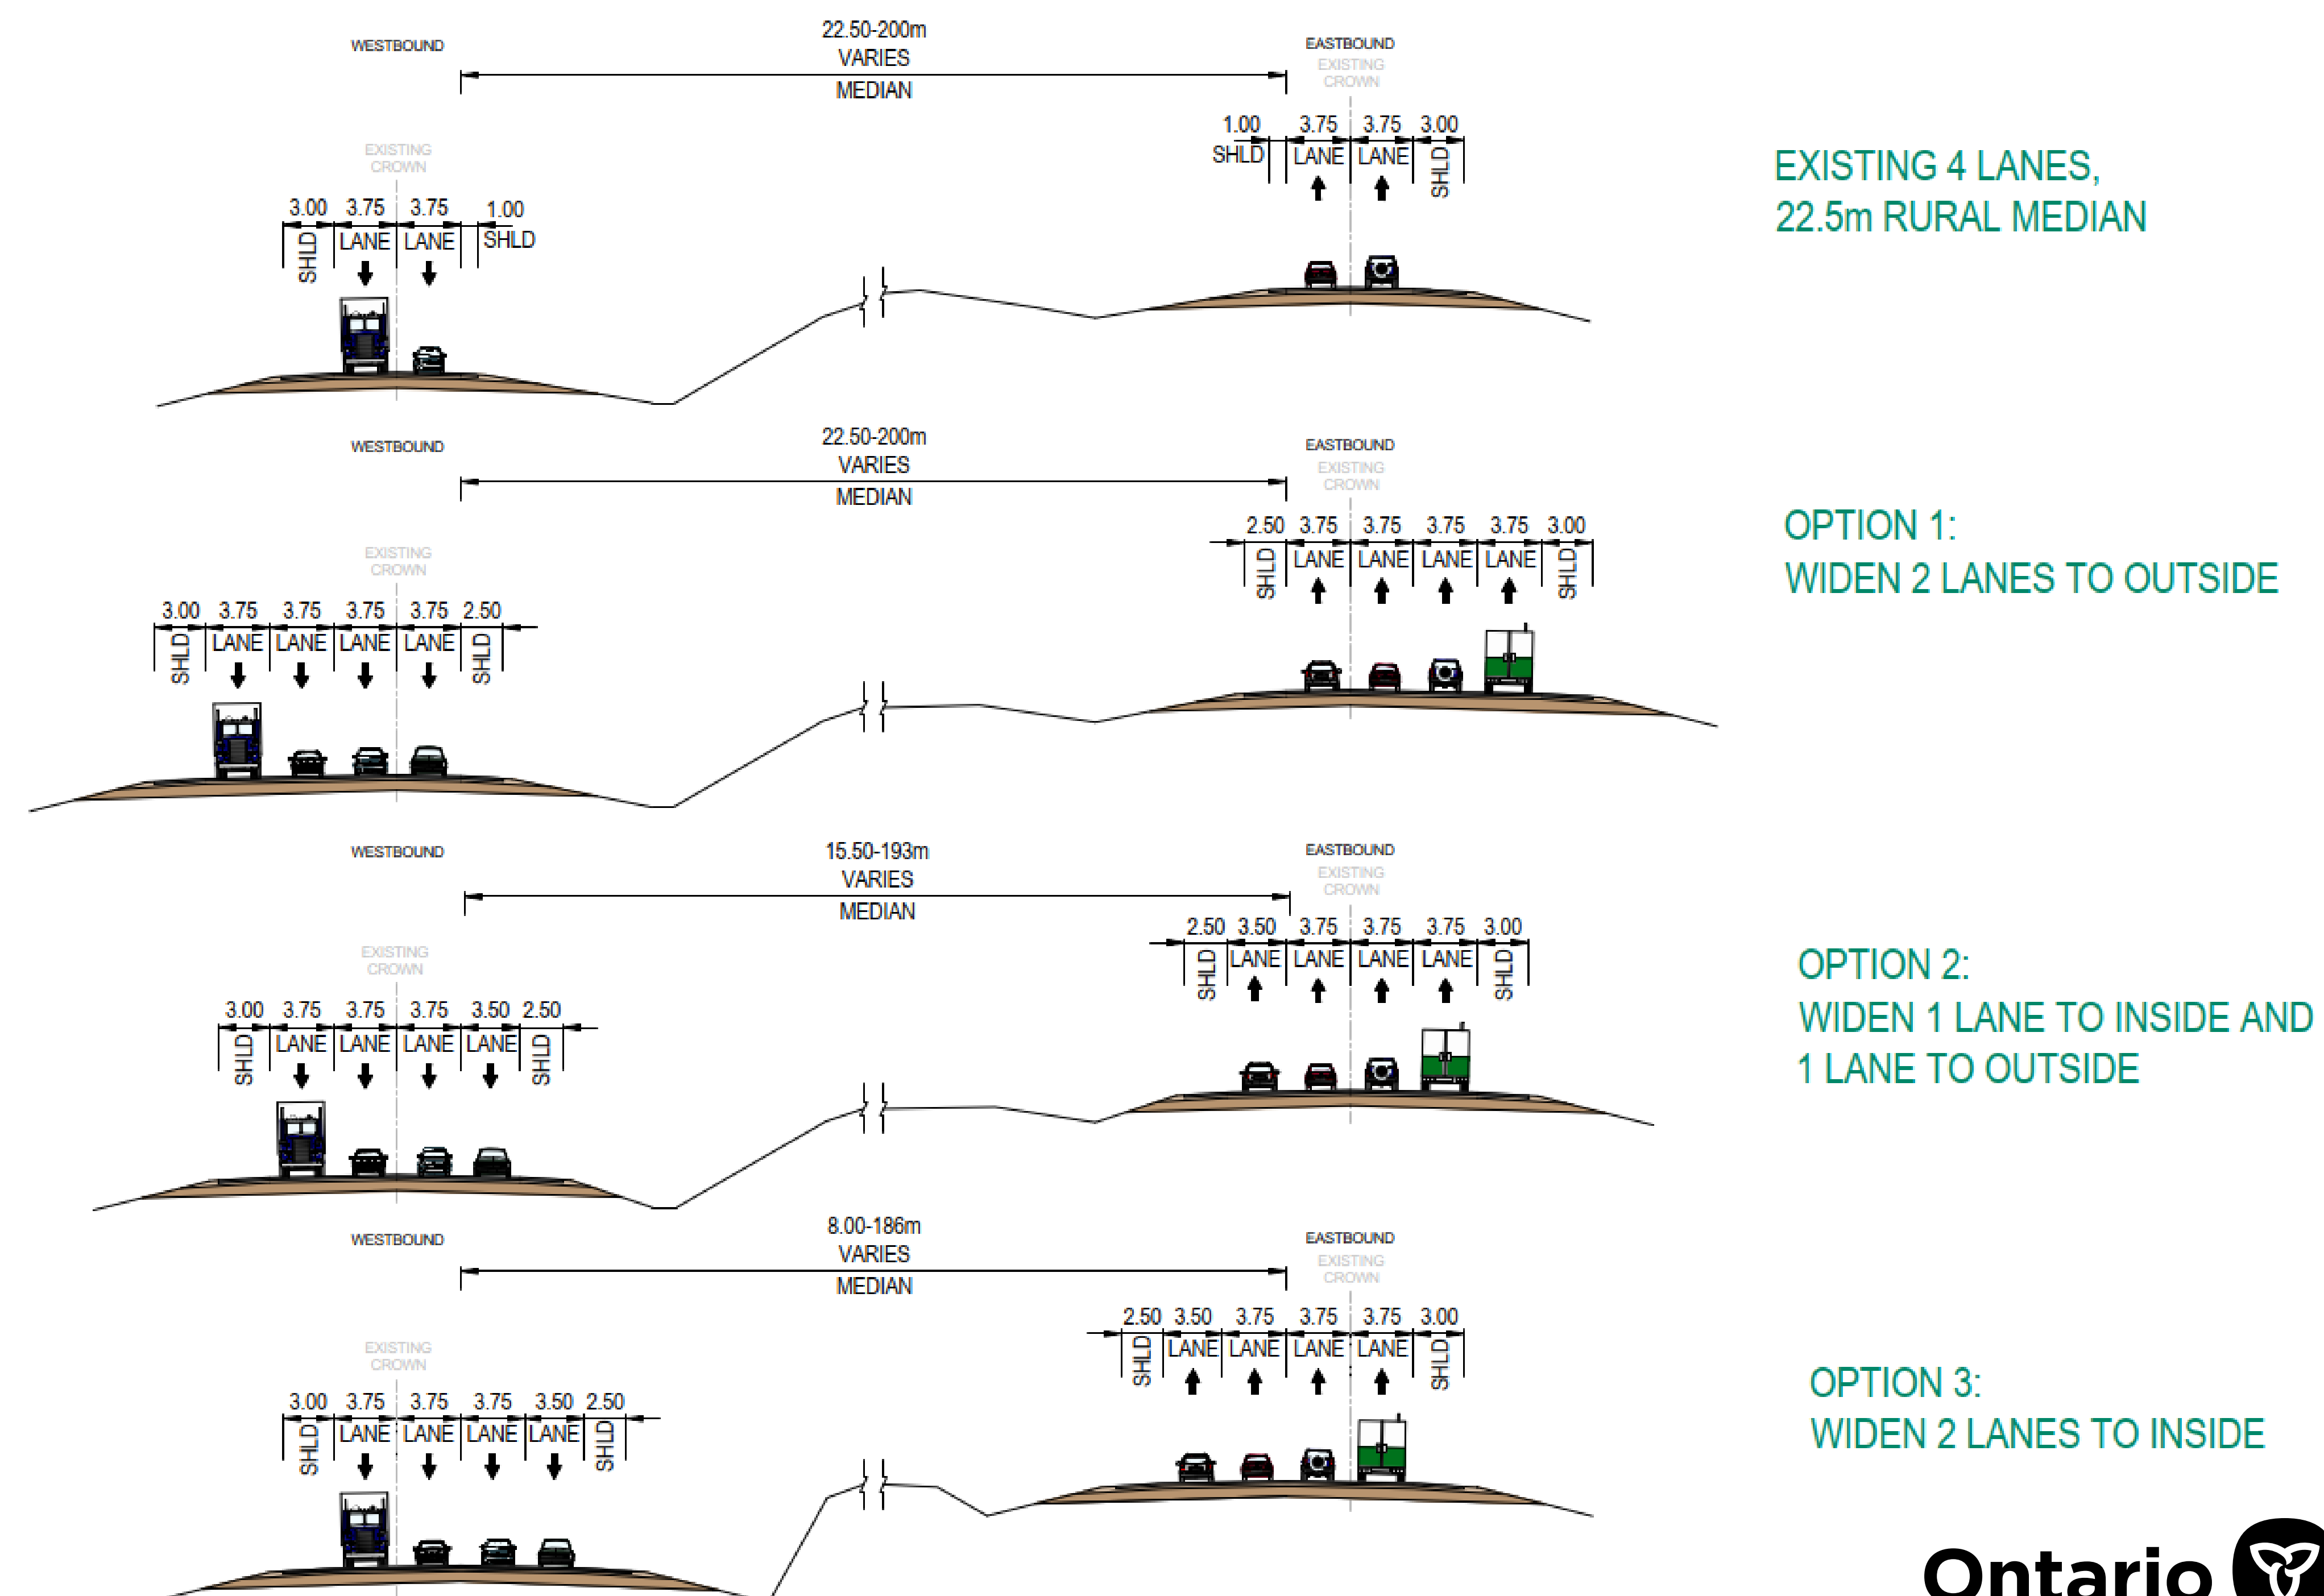 WESTBOUND
22.50-200m
VARIES
MEDIAN
EASTBOUND
EXISTING
CROWN
1.00 3.75 3.75 3.00
SHLD LANE LANE SHLD
EXISTING
CROWN
3.00 3.75 3.75 1.00
SHLD LANE LANE SHLD
EXISTING 4 LANES,
22.5m RURAL MEDIAN
WESTBOUND
22.50-200m
VARIES
MEDIAN
EASTBOUND
EXISTING
CROWN
2.50 3.75 3.75 3.75 3.75 3.00
SHLD LANE LANE LANE LANE SHLD
EXISTING
CROWN
3.00 3.75 3.75 3.75 3.75 2.50
SHLD LANE LANE LANE LANE SHLD
OPTION 1:
WIDEN 2 LANES TO OUTSIDE
WESTBOUND
15.50-193m
VARIES
MEDIAN
EASTBOUND
EXISTING
CROWN
2.50 3.50 3.75 3.75 3.75 3.00
SHLD LANE LANE LANE LANE SHLD
EXISTING
CROWN
3.00 3.75 3.75 3.75 3.50 2.50
SHLD LANE LANE LANE LANE SHLD
OPTION 2:
WIDEN 1 LANE TO INSIDE AND
1 LANE TO OUTSIDE
WESTBOUND
8.00-186m
VARIES
MEDIAN
EASTBOUND
EXISTING
CROWN
2.50 3.50 3.75 3.75 3.75 3.00
SHLD LANE LANE LANE LANE SHLD
EXISTING
CROWN
3.00 3.75 3.75 3.75 3.50 2.50
SHLD LANE LANE LANE LANE SHLD
OPTION 3:
WIDEN 2 LANES TO INSIDE
Ontario